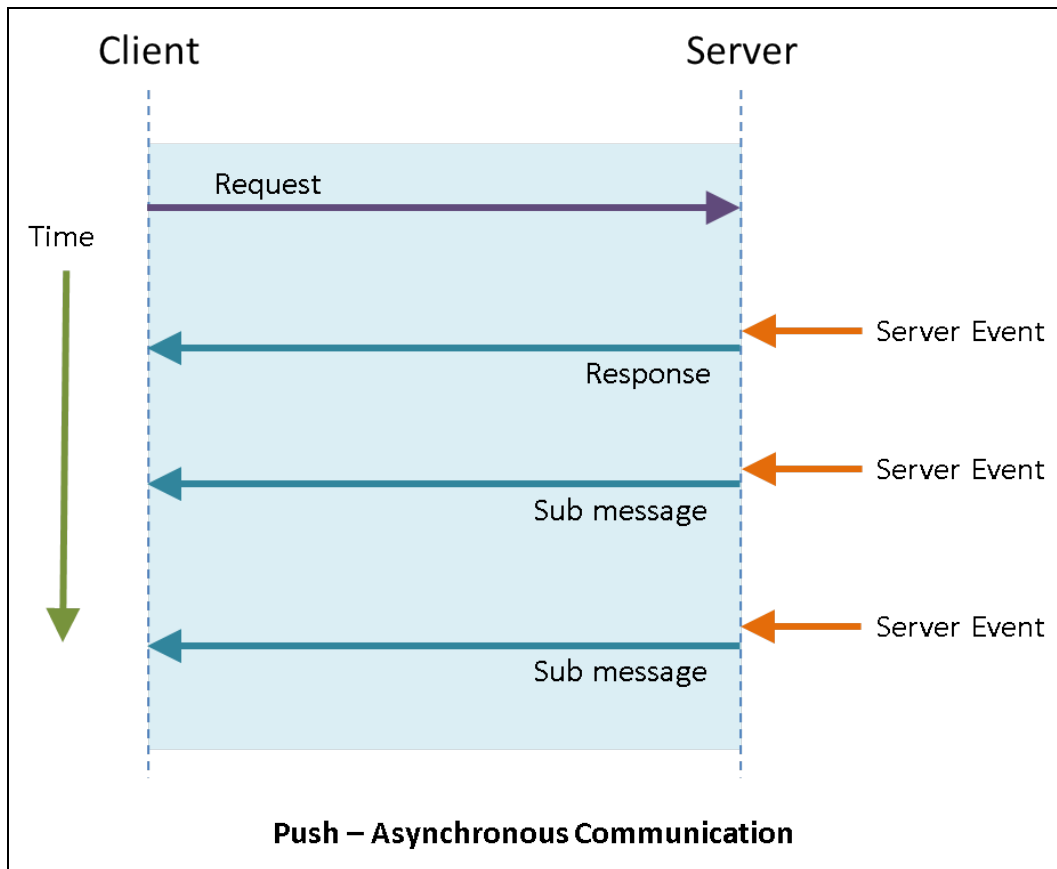 Client
Server
Request
Time
Server Event
Response
Server Event
Sub message
Server Event
Sub message
Push – Asynchronous Communication